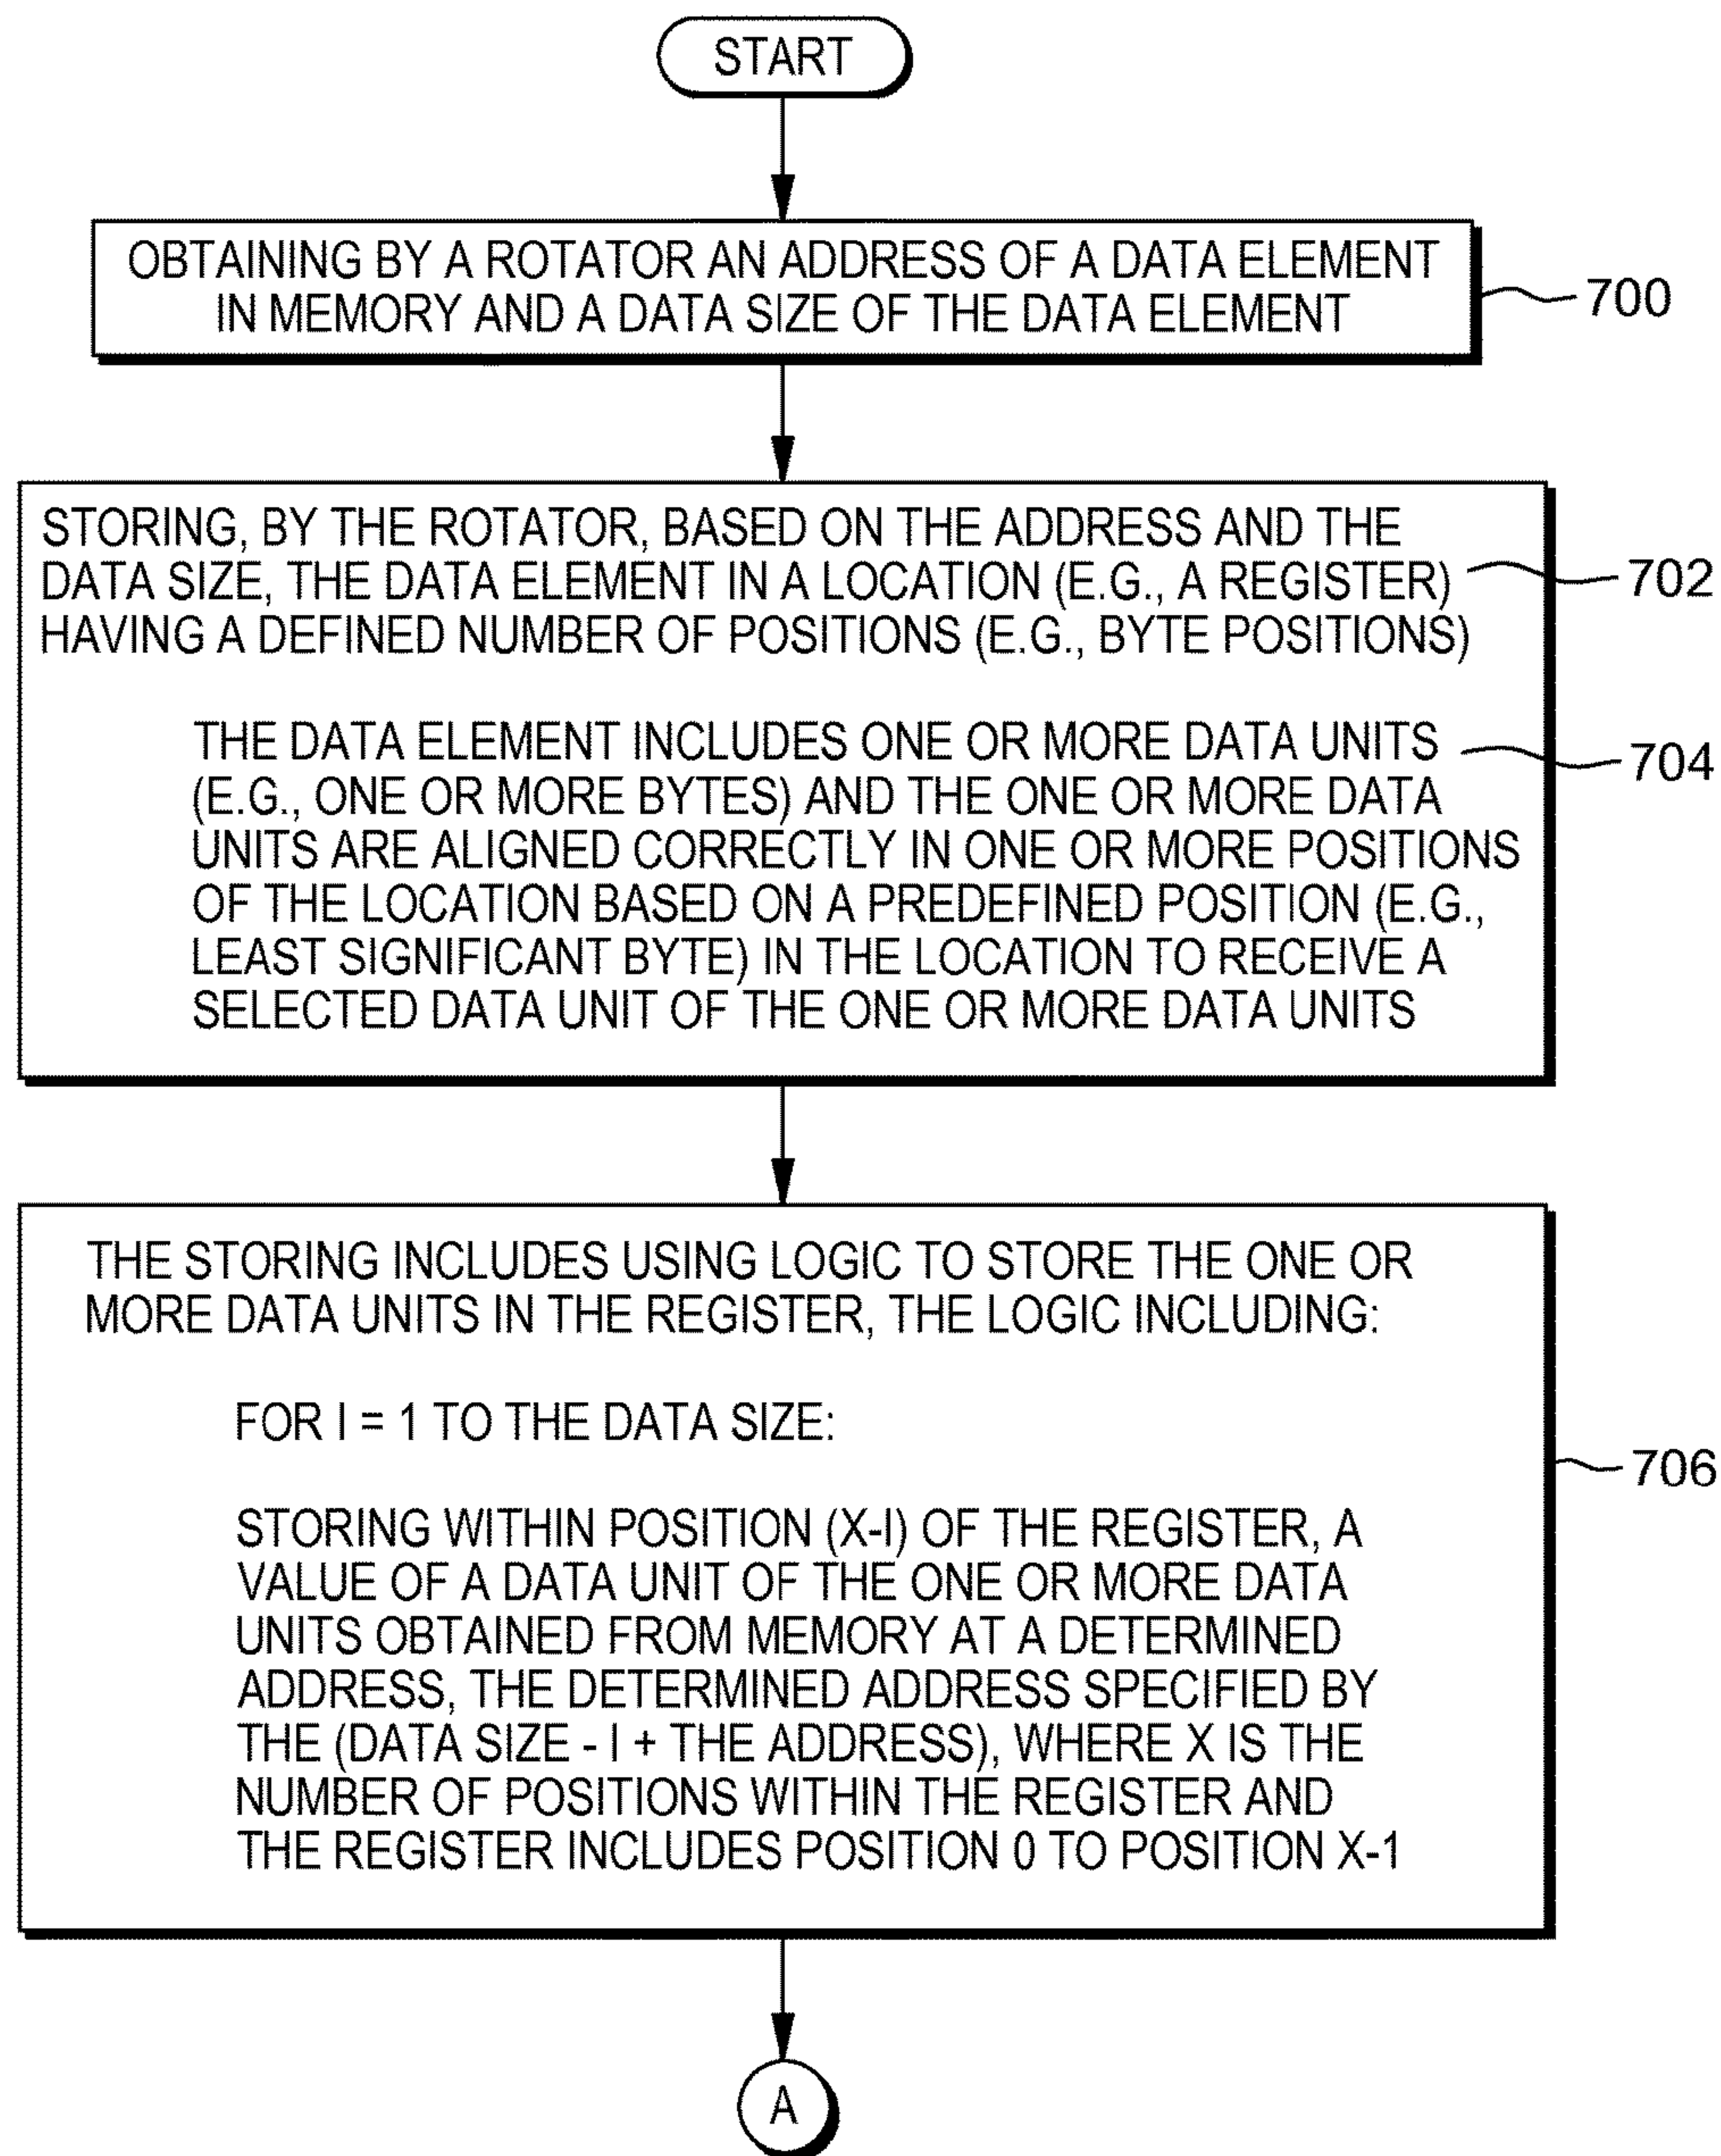 START
OBTAINING BY A ROTATOR AN ADDRESS OF A DATA ELEMENT
IN MEMORY AND A DATA SIZE OF THE DATA ELEMENT
700
STORING, BY THE ROTATOR, BASED ON THE ADDRESS AND THE
DATA SIZE, THE DATA ELEMENT IN A LOCATION (E.G., A REGISTER)
702
HAVING A DEFINED NUMBER OF POSITIONS (E.G., BYTE POSITIONS)
THE DATA ELEMENT INCLUDES ONE OR MORE DATA UNITS
704
(E.G., ONE OR MORE BYTES) AND THE ONE OR MORE DATA
UNITS ARE ALIGNED CORRECTLY IN ONE OR MORE POSITIONS
OF THE LOCATION BASED ON A PREDEFINED POSITION (E.G.,
LEAST SIGNIFICANT BYTE) IN THE LOCATION TO RECEIVE A
SELECTED DATA UNIT OF THE ONE OR MORE DATA UNITS
THE STORING INCLUDES USING LOGIC TO STORE THE ONE OR
MORE DATA UNITS IN THE REGISTER, THE LOGIC INCLUDING:
FOR I = 1 TO THE DATA SIZE:
706
STORING WITHIN POSITION (X-I) OF THE REGISTER, A
VALUE OF A DATA UNIT OF THE ONE OR MORE DATA
UNITS OBTAINED FROM MEMORY AT A DETERMINED
ADDRESS, THE DETERMINED ADDRESS SPECIFIED BY
THE (DATA SIZE - I + THE ADDRESS), WHERE X IS THE
NUMBER OF POSITIONS WITHIN THE REGISTER AND
THE REGISTER INCLUDES POSITION 0 TO POSITION X-1
A